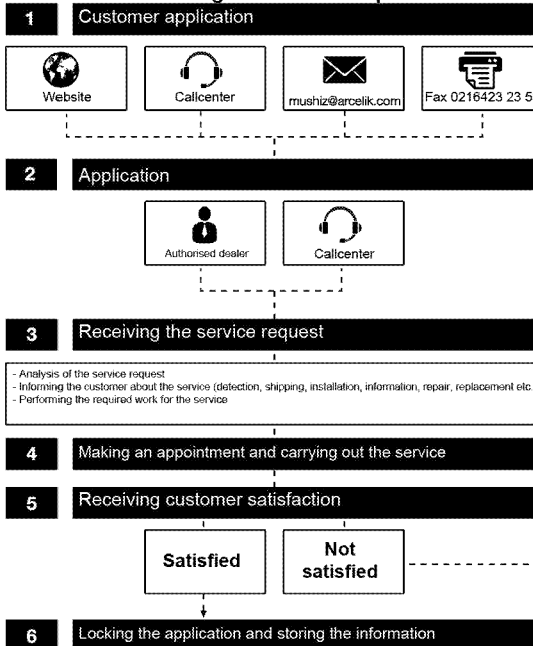 1 Customer application
Website
Callcenter
mushiz@arcelik.com
Fax 0216423 23 5
2 Application
Authorised dealer
Callcenter
3 Receiving the service request
- Analysis of the service request
- Informing the customer about the service (detection, shipping, installation, information, repair, replacement etc.
- Performing the required work for the service
4 Making an appointment and carrying out the service
5 Receiving customer satisfaction
Satisfied
Not
satisfied
6 Locking the application and storing the information